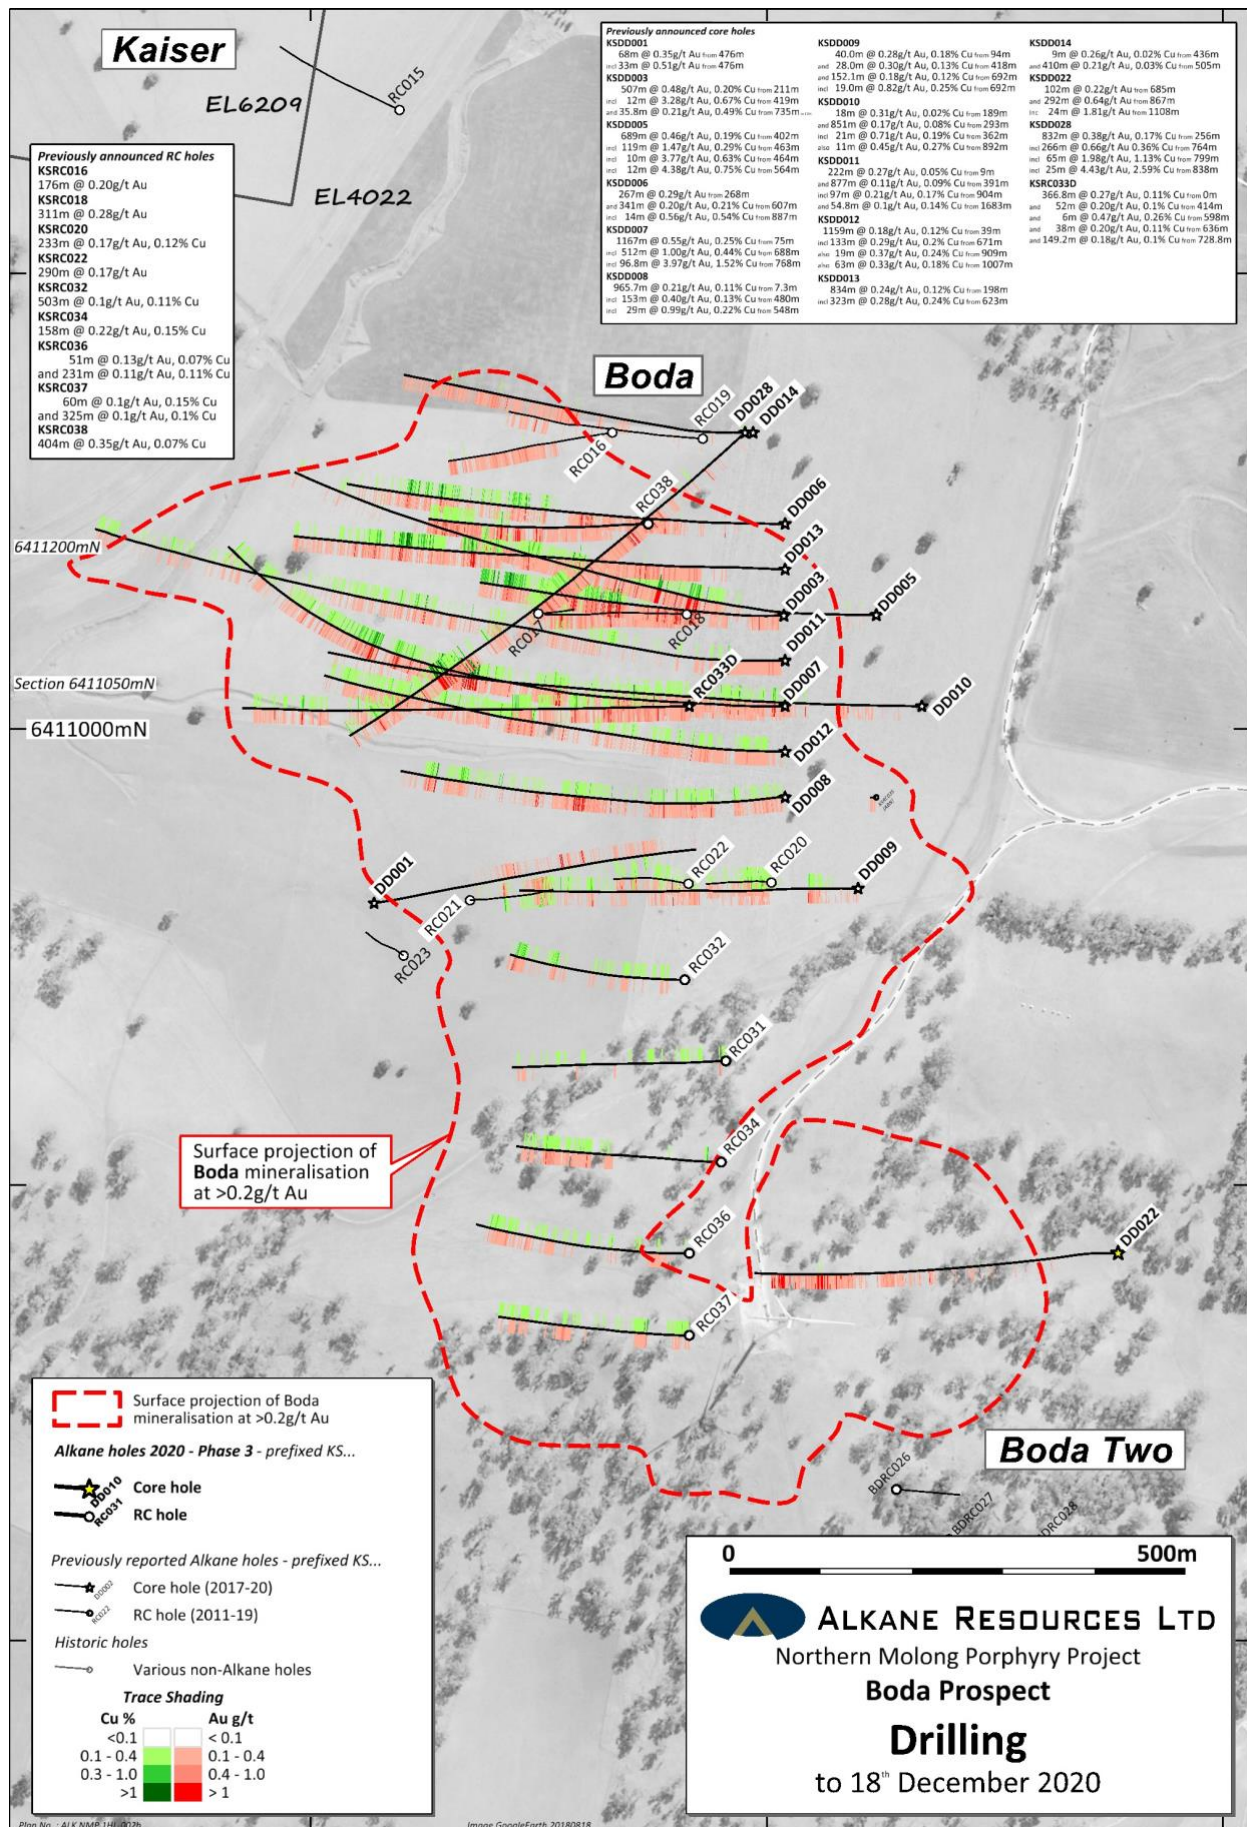 Kaiser
EL6209
EL4022
RC015
Previously announced RC holes
KSRC016
176m @ 0.20g/t Au
KSRC018
311m @ 0.28g/t Au
KSRC020
233m @ 0.17g/t Au, 0.12% Cu
KSRC022
290m @ 0.17g/t Au
KSRC032
503m @ 0.1g/t Au, 0.11% Cu
KSRC034
158m @ 0.22g/t Au, 0.15% Cu
KSRC036
51m @ 0.13g/t Au, 0.07% Cu
and 231m @ 0.11g/t Au, 0.11% Cu
KSRC037
60m @ 0.1g/t Au, 0.15% Cu
and 325m @ 0.1g/t Au, 0.1% Cu
KSRC038
404m @ 0.35g/t Au, 0.07% Cu
Previously announced core holes
KSDD001
68m @ 0.35g/t Au from 476m
incl 33m @ 0.51g/t Au from 476m
KSDD003
507m @ 0.48g/t Au, 0.20% Cu from 211m
incl 12m @ 3.28g/t Au, 0.67% Cu from 419m
and 35.8m @ 0.21g/t Au, 0.49% Cu from 735m
KSDD005
689m @ 0.46g/t Au, 0.19% Cu from 402m
incl 119m @ 1.47g/t Au, 0.29% Cu from 463m
incl 10m @ 3.77g/t Au, 0.63% Cu from 464m
incl 12m @ 4.38g/t Au, 0.75% Cu from 564m
KSDD006
267m @ 0.29g/t Au from 268m
and 341m @ 0.20g/t Au, 0.21% Cu from 607m
incl 14m @ 0.56g/t Au, 0.54% Cu from 887m
KSDD007
1167m @ 0.55g/t Au, 0.25% Cu from 75m
incl 512m @ 1.00g/t Au, 0.44% Cu from 688m
incl 96.8m @ 3.97g/t Au, 1.52% Cu from 768m
KSDD008
965.7m @ 0.21g/t Au, 0.11% Cu from 7.3m
incl 153m @ 0.40g/t Au, 0.13% Cu from 480m
incl 29m @ 0.99g/t Au, 0.22% Cu from 548m
KSDD009
40.0m @ 0.28g/t Au, 0.18% Cu from 94m
and 28.0m @ 0.30g/t Au, 0.13% Cu from 418m
and 152.1m @ 0.18g/t Au, 0.12% Cu from 692m
incl 19.0m @ 0.82g/t Au, 0.25% Cu from 692m
KSDD010
18m @ 0.31g/t Au, 0.02% Cu from 189m
and 851m @ 0.17g/t Au, 0.08% Cu from 293m
incl 21m @ 0.71g/t Au, 0.19% Cu from 362m
also 11m @ 0.45g/t Au, 0.27% Cu from 892m
KSDD011
222m @ 0.27g/t Au, 0.05% Cu from 9m
and 877m @ 0.11g/t Au, 0.09% Cu from 391m
incl 97m @ 0.21g/t Au, 0.17% Cu from 904m
and 54.8m @ 0.1g/t Au, 0.14% Cu from 1683m
KSDD012
1159m @ 0.18g/t Au, 0.12% Cu from 39m
incl 133m @ 0.29g/t Au, 0.2% Cu from 671m
also 19m @ 0.37g/t Au, 0.24% Cu from 909m
also 63m @ 0.33g/t Au, 0.18% Cu from 1007m
KSDD013
834m @ 0.24g/t Au, 0.12% Cu from 198m
incl 323m @ 0.28g/t Au, 0.24% Cu from 623m
KSDD014
9m @ 0.26g/t Au, 0.02% Cu from 436m
and 410m @ 0.21g/t Au, 0.03% Cu from 505m
KSDD022
102m @ 0.22g/t Au from 685m
and 292m @ 0.64g/t Au from 867m
inc 24m @ 1.81g/t Au from 1108m
KSDD028
832m @ 0.38g/t Au, 0.17% Cu from 256m
incl 266m @ 0.66g/t Au 0.36% Cu from 764m
incl 65m @ 1.98g/t Au, 1.13% Cu from 799m
incl 25m @ 4.43g/t Au, 2.59% Cu from 838m
KSRC033D
366.8m @ 0.27g/t Au, 0.11% Cu from 0m
and 52m @ 0.20g/t Au, 0.1% Cu from 414m
and 6m @ 0.47g/t Au, 0.26% Cu from 598m
and 38m @ 0.20g/t Au, 0.11% Cu from 636m
and 149.2m @ 0.18g/t Au, 0.1% Cu from 728.8m
Boda
RC016
RC019
DD028
DD014
RC038
DD006
DD013
6411200mN
RC017
RC018
DD003
DD005
DD011
Section 6411050mN
RC033D
DD007
DD010
6411000mN
DD012
DD008
DD001
RC021
RC022
RC020
DD009
RC023
RC032
RC031
RC034
Surface projection of
Boda mineralisation
at >0.2g/t Au
RC036
DD022
RC037
Boda Two
BDRC026
BDRC027
DRC028
Surface projection of Boda
mineralisation at >0.2g/t Au
Alkane holes 2020 - Phase 3 - prefixed KS...
DD010
Core hole
RC031
RC hole
Previously reported Alkane holes - prefixed KS...
DD002
Core hole (2017-20)
RC022
RC hole (2011-19)
Historic holes
Various non-Alkane holes
Trace Shading
Cu % Au g/t
<0.1 < 0.1
0.1 - 0.4 0.1 - 0.4
0.3 - 1.0 0.4 - 1.0
>1 > 1
0 500m
ALKANE RESOURCES LTD
Northern Molong Porphyry Project
Boda Prospect
Drilling
to 18th December 2020
Image GoogleEarth 20180818